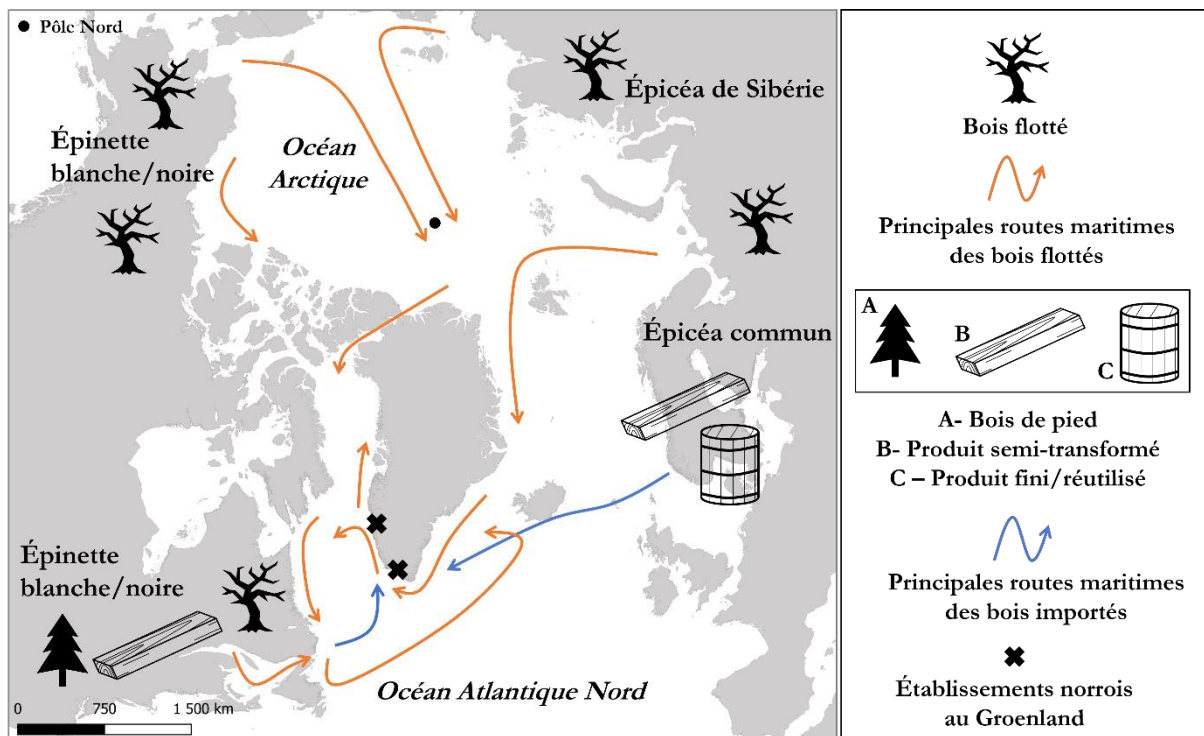 Pôle Nord
Épicéa de Sibérie
Épinette
blanche/noire
Océan
Arctique
Épicéa commun
Épinette
blanche/noire
Océan Atlantique Nord
0 750 1 500 km
Bois flotté
Principales routes maritimes
des bois flottés
A
B
C
A- Bois de pied
B- Produit semi-transformé
C – Produit fini/réutilisé
Principales routes maritimes
des bois importés
Établissements norrois
au Groenland